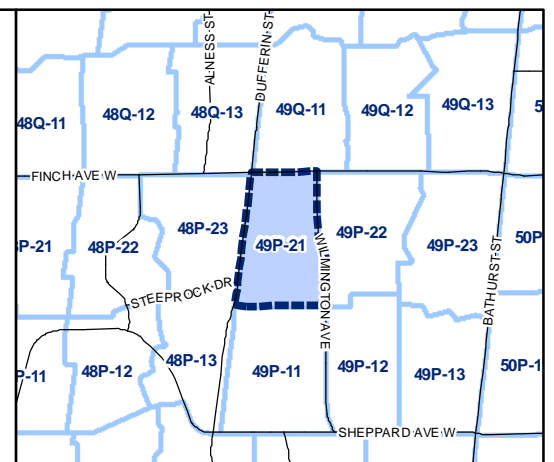 ALNESS ST
DUFFERIN ST
48Q-11
48Q-12
48Q-13
49Q-11
49Q-12
49Q-13
5
FINCH AVE W
P-21
48P-22
48P-23
49P-21
49P-22
49P-23
50P
WILMINGTON AVE
BATHURST ST
STEEPROCK DR
P-11
48P-12
48P-13
49P-11
49P-12
49P-13
50P-1
SHEPPARD AVE W